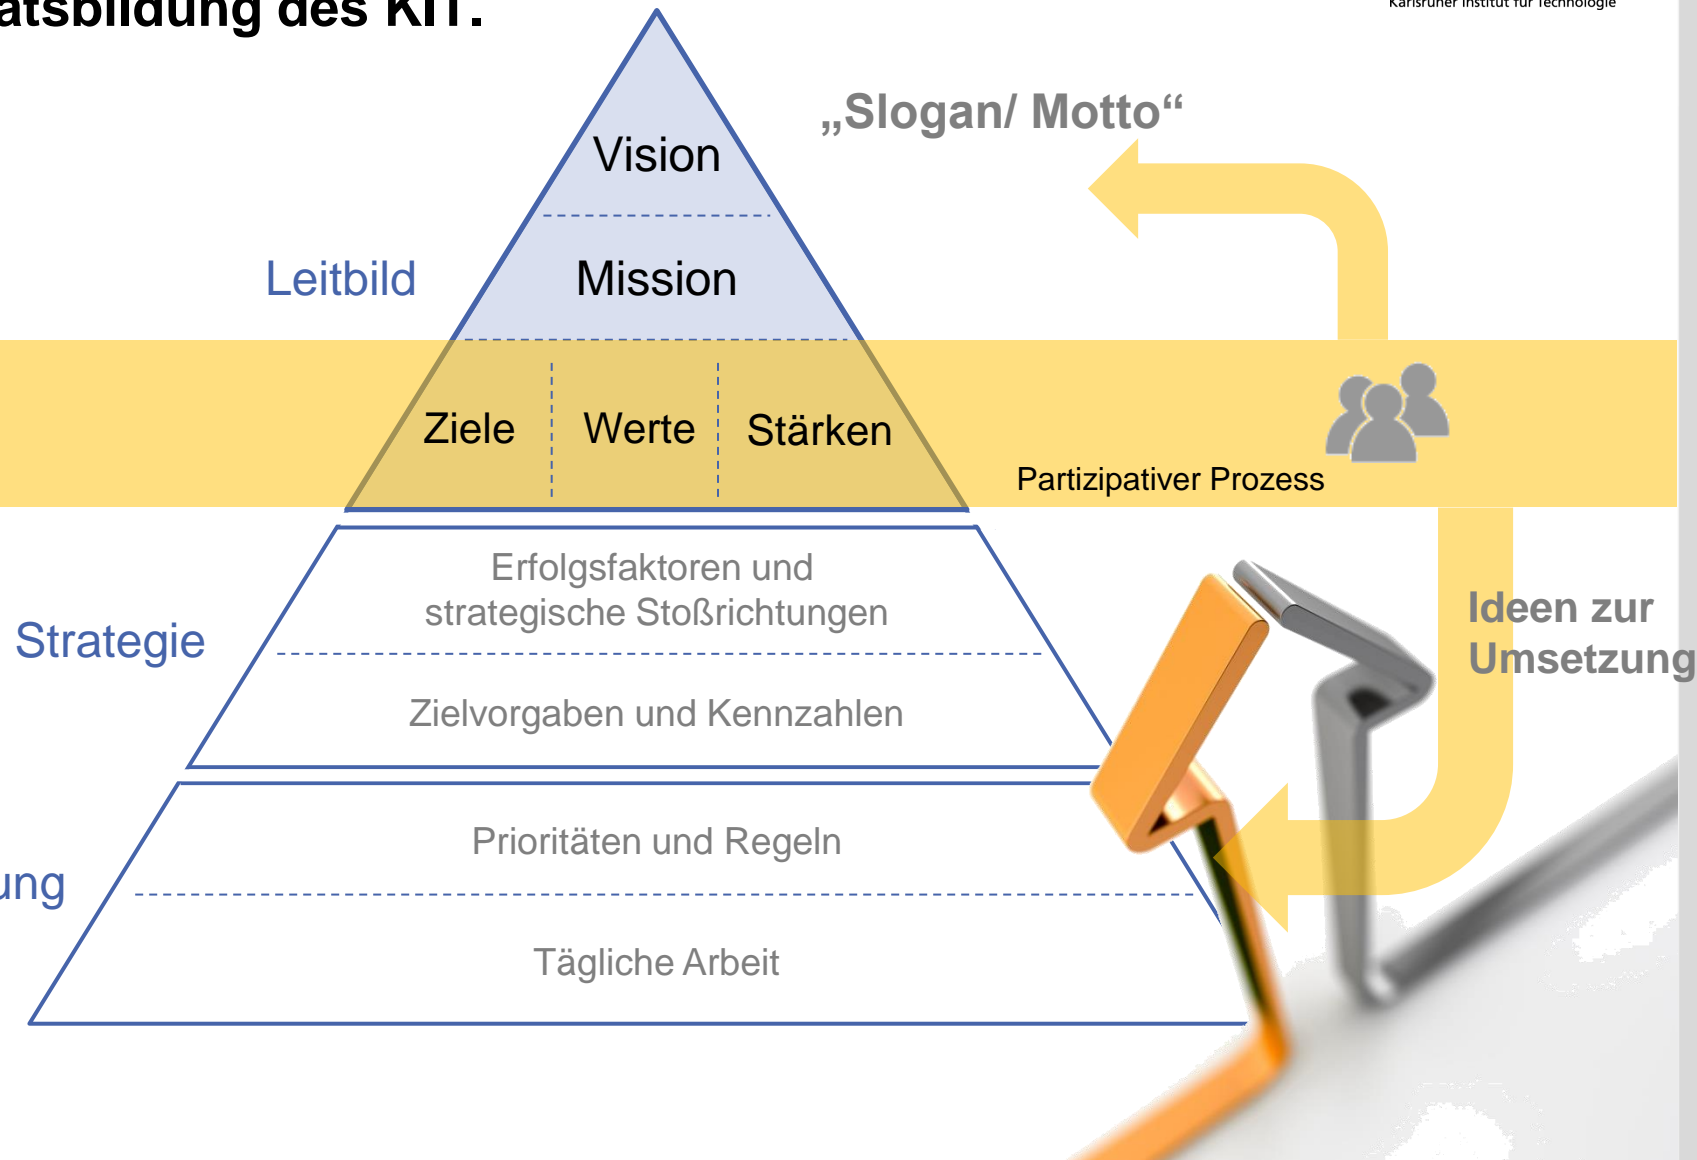 ätsbildung des KIT.
Karlsruher Institut für Technologie
„Slogan/ Motto“
Vision
Leitbild
Mission
Ziele
Werte
Stärken
Partizipativer Prozess
Erfolgsfaktoren und
strategische Stoßrichtungen
Strategie
Ideen zur
Umsetzung
Zielvorgaben und Kennzahlen
Prioritäten und Regeln
ung
Tägliche Arbeit